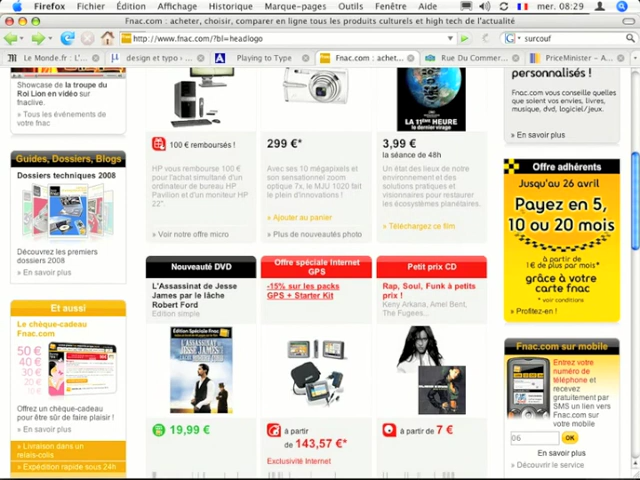 Firefox Fichier Édition Affichage Historique Marque-pages Outils Fenêtre Aide mer. 08:29
Fnac.com : acheter, choisir, comparer en ligne tous les produits culturels et high tech de l'actualité
http://www.fnac.com/?bl=headlogo
surcouf
Le Monde.fr : L'...
design et typo › ...
Playing to Type
Fnac.com : achet...
Rue Du Commer...
PriceMinister – A...
Showcase de la troupe du
Roi Lion en vidéo sur
fnaclive.
» Tous les événements de
votre fnac
Guides, Dossiers, Blogs
Dossiers techniques 2008
Découvrez les premiers
dossiers 2008
» En savoir plus
Et aussi
Le chèque-cadeau
Fnac.com
50 €
40 €
30 €
20 €
10 €
Offrez un chèque-cadeau
pour être sûr de faire plaisir !
» En savoir plus
» Livraison dans un
relais-colis
» Expédition rapide sous 24h
100 € remboursés !
HP vous rembourse 100 €
pour l'achat simultané d'un
ordinateur de bureau HP
Pavilion et d'un moniteur HP
22".
» Voir notre offre micro
299 €*
Avec ses 10 mégapixels et
son sensationnel zoom
optique 7x, le MJU 1020 fait
le plein d'innovations !
» Ajouter au panier
» Plus de nouveautés photo
LA 11ÈME HEURE
le dernier virage
3,99 €
la séance de 48h
Un état des lieux de notre
environnement et des
solutions pratiques et
visionnaires pour restaurer
les écosystèmes planétaires.
» Téléchargez ce film
Nouveauté DVD
L'Assassinat de Jesse
James par le lâche
Robert Ford
Edition simple
Édition Spéciale Fnac
L'ASSASSINAT DE
JESSE JAMES
19,99 €
Offre spéciale Internet
GPS
-15% sur les packs
GPS + Starter Kit
à partir
de 143,57 €*
Exclusivité Internet
Petit prix CD
Rap, Soul, Funk à petits
prix !
Keny Arkana, Amel Bent,
The Fugees...
à partir de 7 €
personnalisés !
Fnac.com vous conseille quelles
que soient vos envies, livres,
musique, dvd, logiciel, jeux.
» En savoir plus
Offre adhérents
Jusqu'au 26 avril
Payez en 5,
10 ou 20 mois
à partir de
1€ de plus par mois*
grâce à votre
carte fnac
* voir conditions
» Profitez-en !
Fnac.com sur mobile
Entrez votre
numéro de
téléphone et
recevez
gratuitement par
SMS un lien vers
Fnac.com sur
votre mobile
06
OK
En savoir plus
» Découvrir le service